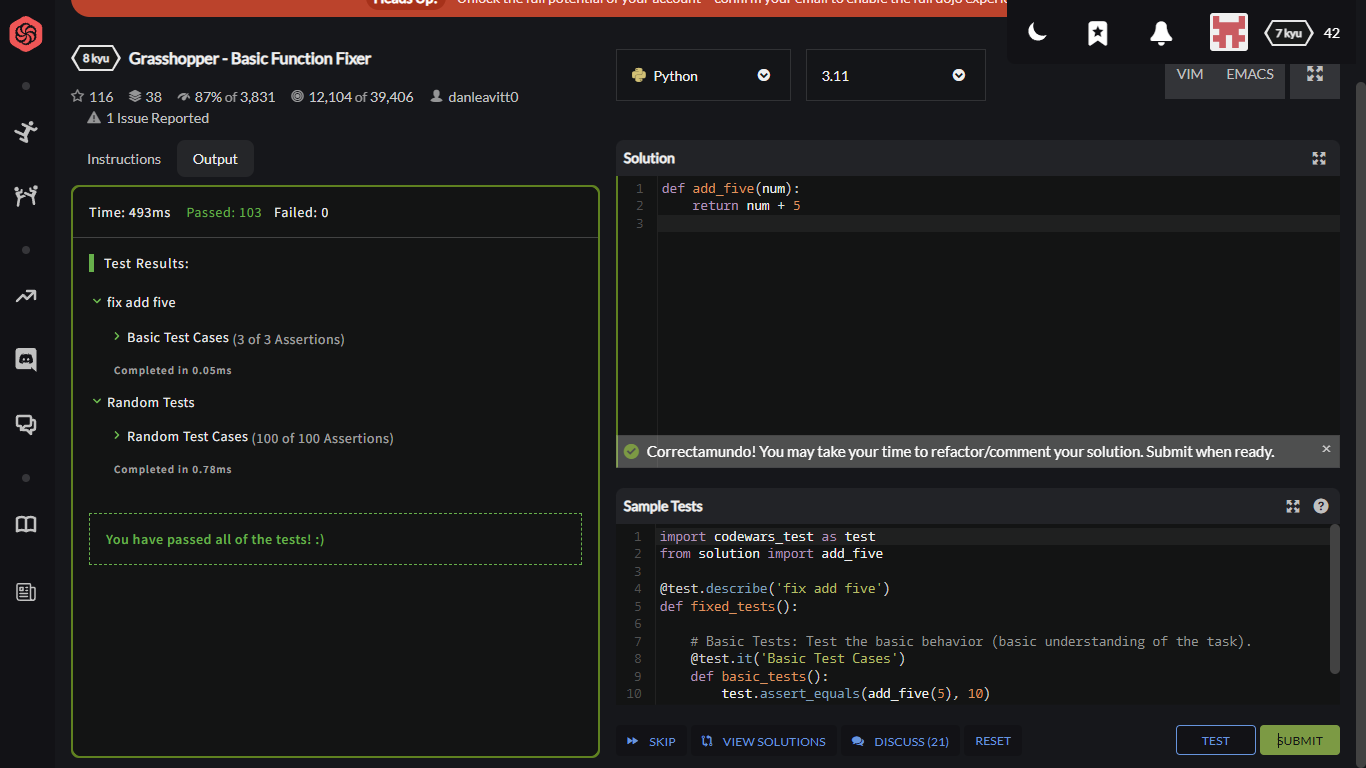 Heads Up!
Unlock the full potential of your account - confirm your email to enable the full dojo
7 kyu 42
8 kyu Grasshopper - Basic Function Fixer
116 38 87% of 3,831 12,104 of 39,406 danleavitt0
1 Issue Reported
Python
3.11
VIM EMACS
Instructions Output
Time: 493ms Passed: 103 Failed: 0
Test Results:
fix add five
Basic Test Cases (3 of 3 Assertions)
Completed in 0.05ms
Random Tests
Random Test Cases (100 of 100 Assertions)
Completed in 0.78ms
You have passed all of the tests! :)
Solution
1 def add_five(num):
2     return num + 5
3
Correctamundo! You may take your time to refactor/comment your solution. Submit when ready. ×
Sample Tests
1 import codewars_test as test
2 from solution import add_five
3
4 @test.describe('fix add five')
5 def fixed_tests():
6
7     # Basic Tests: Test the basic behavior (basic understanding of the task).
8     @test.it('Basic Test Cases')
9     def basic_tests():
10         test.assert_equals(add_five(5), 10)
SKIP VIEW SOLUTIONS DISCUSS (21) RESET TEST SUBMIT